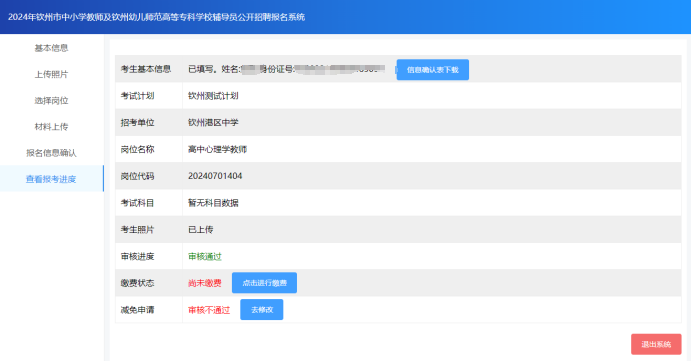 2024年钦州市中小学教师及钦州幼儿师范高等专科学校辅导员公开招聘报名系统
基本信息
上传照片
选择岗位
材料上传
报名信息确认
查看报考进度
考生基本信息 已填写，姓名: 身份证号: 信息确认表下载
考试计划 钦州测试计划
招考单位 钦州港区中学
岗位名称 高中心理学教师
岗位代码 20240701404
考试科目 暂无科目数据
考生照片 已上传
审核进度 审核通过
缴费状态 尚未缴费 点击进行缴费
减免申请 审核不通过 去修改
退出系统